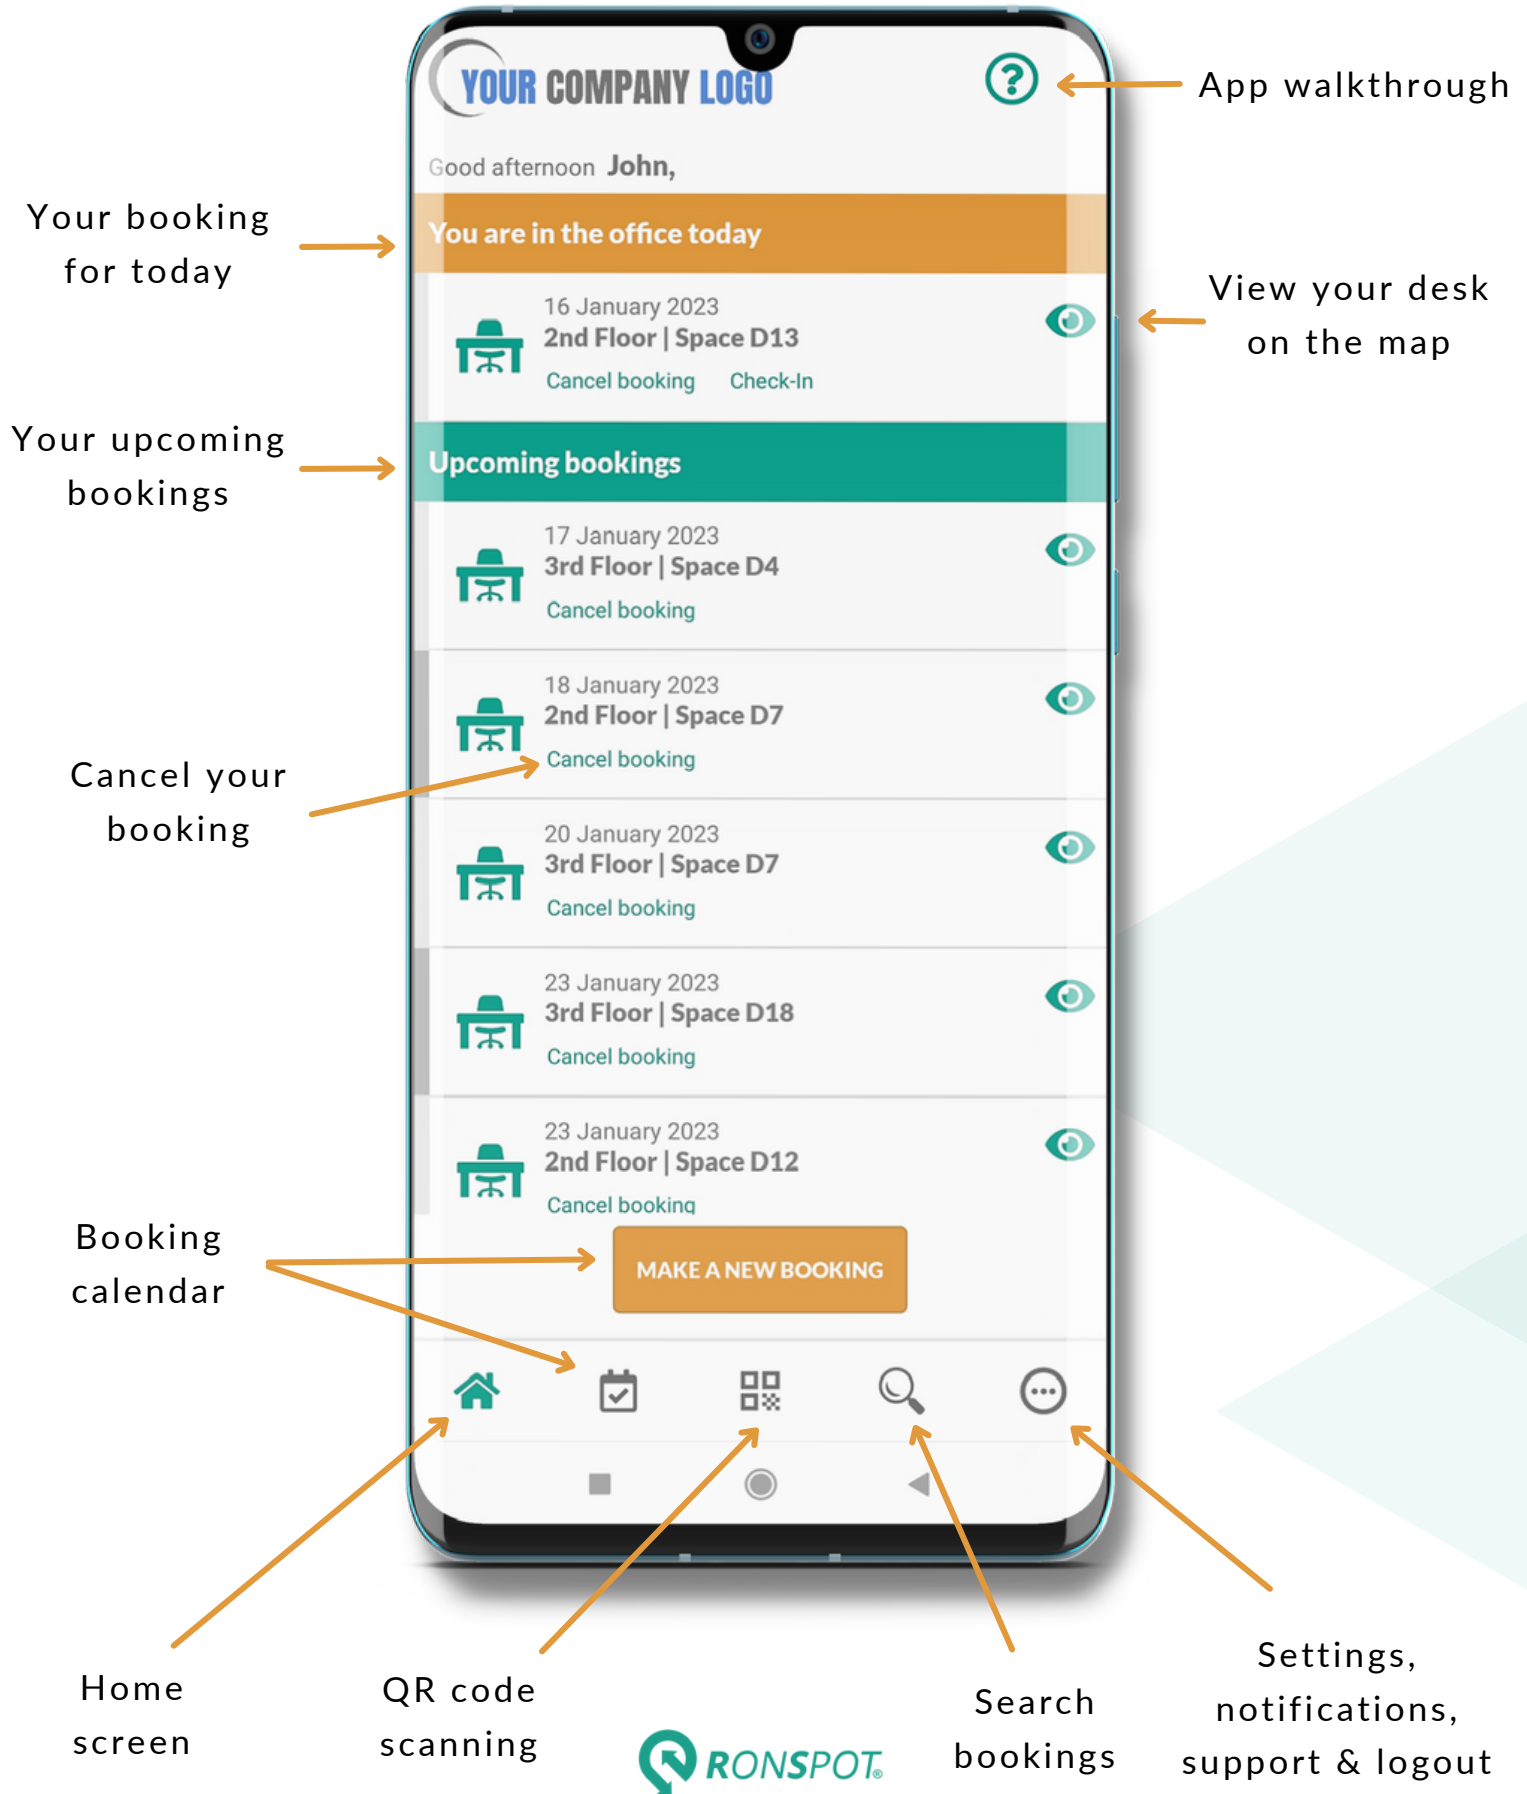 YOUR COMPANY LOGO
App walkthrough
Good afternoon John,
Your booking
for today
You are in the office today
16 January 2023
2nd Floor | Space D13
Cancel booking Check-In
View your desk
on the map
Your upcoming
bookings
Upcoming bookings
17 January 2023
3rd Floor | Space D4
Cancel booking
18 January 2023
2nd Floor | Space D7
Cancel booking
Cancel your
booking
20 January 2023
3rd Floor | Space D7
Cancel booking
23 January 2023
3rd Floor | Space D18
Cancel booking
23 January 2023
2nd Floor | Space D12
Cancel booking
Booking
calendar
MAKE A NEW BOOKING
Home
screen
QR code
scanning
Search
bookings
Settings,
notifications,
support & logout
RONSPOT®